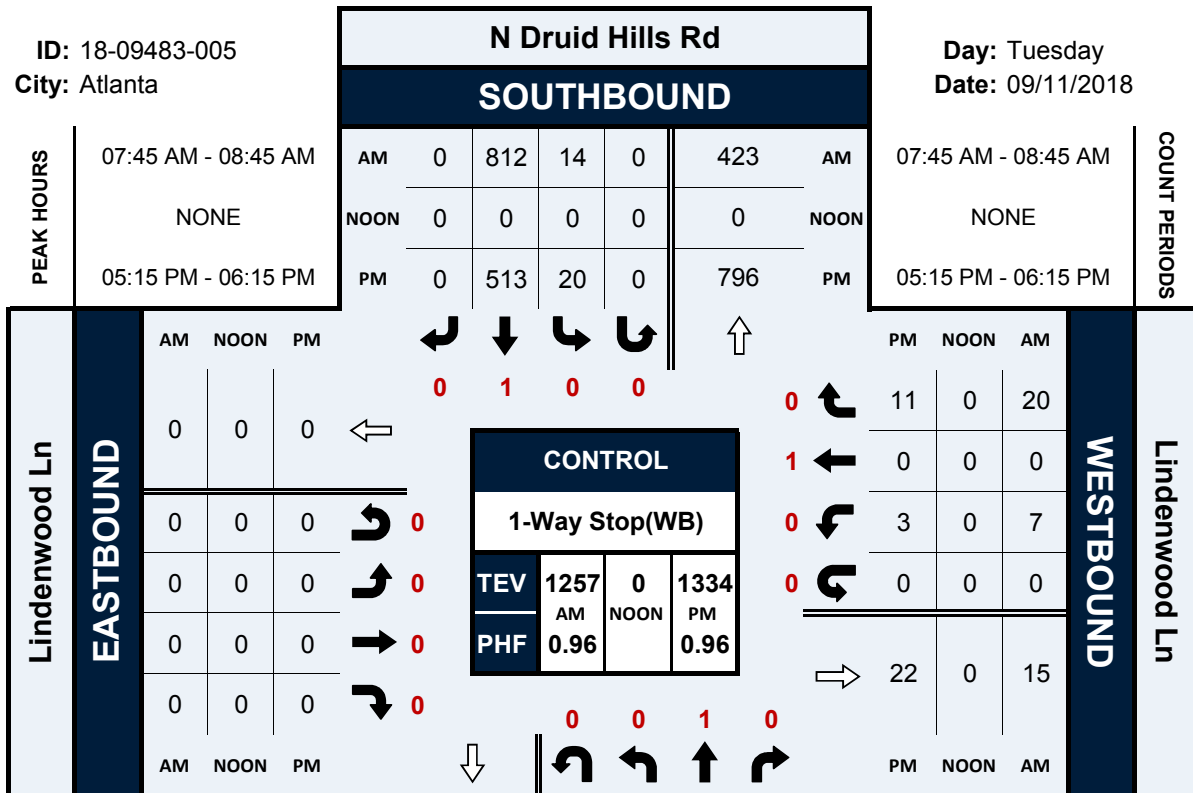 ID: 18-09483-005
City: Atlanta
N Druid Hills Rd
SOUTHBOUND
Day: Tuesday
Date: 09/11/2018
PEAK HOURS
07:45 AM - 08:45 AM
NONE
05:15 PM - 06:15 PM
AM 0 812 14 0 423 AM
NOON 0 0 0 0 0 NOON
PM 0 513 20 0 796 PM
07:45 AM - 08:45 AM
NONE
05:15 PM - 06:15 PM
COUNT PERIODS
0 1 0 0
Lindenwood Ln
EASTBOUND
AM NOON PM
0 0 0
0 0 0 0
0 0 0 0
0 0 0 0
0 0 0 0
AM NOON PM
CONTROL
1-Way Stop(WB)
TEV 1257 0 1334
AM NOON PM
PHF 0.96 0.96
PM NOON AM
0 11 0 20
1 0 0 0
0 3 0 7
0 0 0 0
22 0 15
PM NOON AM
WESTBOUND
Lindenwood Ln
0 0 1 0